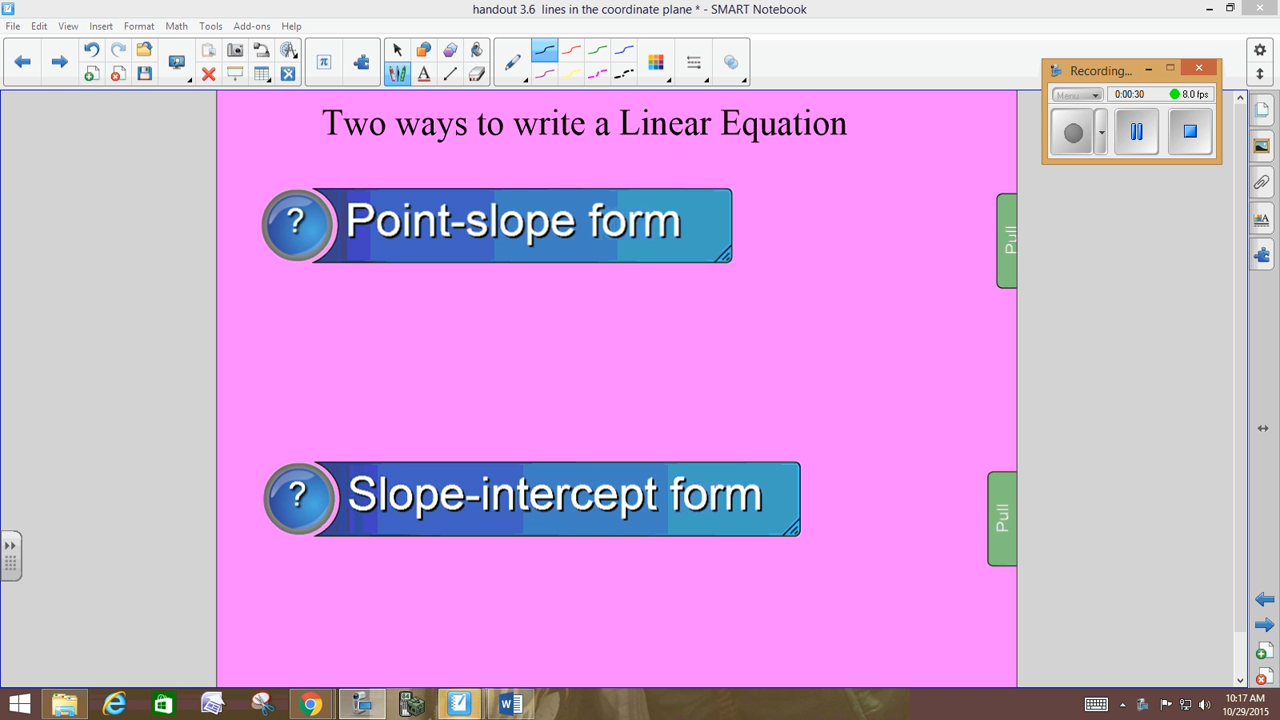 handout 3.6 lines in the coordinate plane * - SMART Notebook
File Edit View Insert Format Math Tools Add-ons Help
Recording...
Menu 0:00:30 8.0 fps
Two ways to write a Linear Equation
? Point-slope form
Pull
? Slope-intercept form
Pull
10:17 AM
10/29/2015